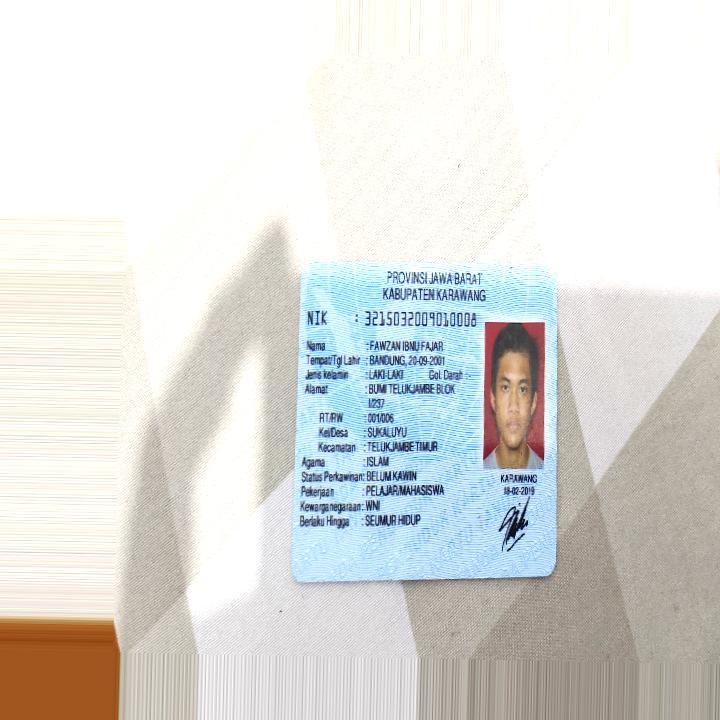 PROVINSI JAWA BARAT
KABUPATEN KARAWANG
NIK : 3215032009010008
Nama : FAWZAN IBNU FAJAR
Tempat/Tgl Lahir : BANDUNG, 20-09-2001
Jenis kelamin : LAKI-LAKI Gol. Darah : -
Alamat : BUMI TELUKJAMBE BLOK
I/237
RT/RW : 001/006
Kel/Desa : SUKALUYU
Kecamatan : TELUKJAMBE TIMUR
Agama : ISLAM
Status Perkawinan: BELUM KAWIN
Pekerjaan : PELAJAR/MAHASISWA
Kewarganegaraan: WNI
Berlaku Hingga : SEUMUR HIDUP
KARAWANG
18-02-2019